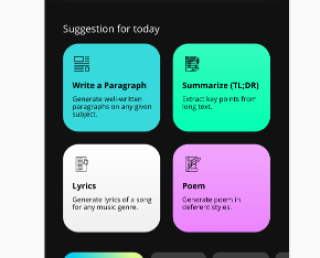 Suggestion for today
Write a Paragraph
Generate well-written
paragraphs on any given
subject.
Summarize (TL;DR)
Extract key points from
long text.
Lyrics
Generate lyrics of a song
for any music genre.
Poem
Generate poem in
deferent styles.